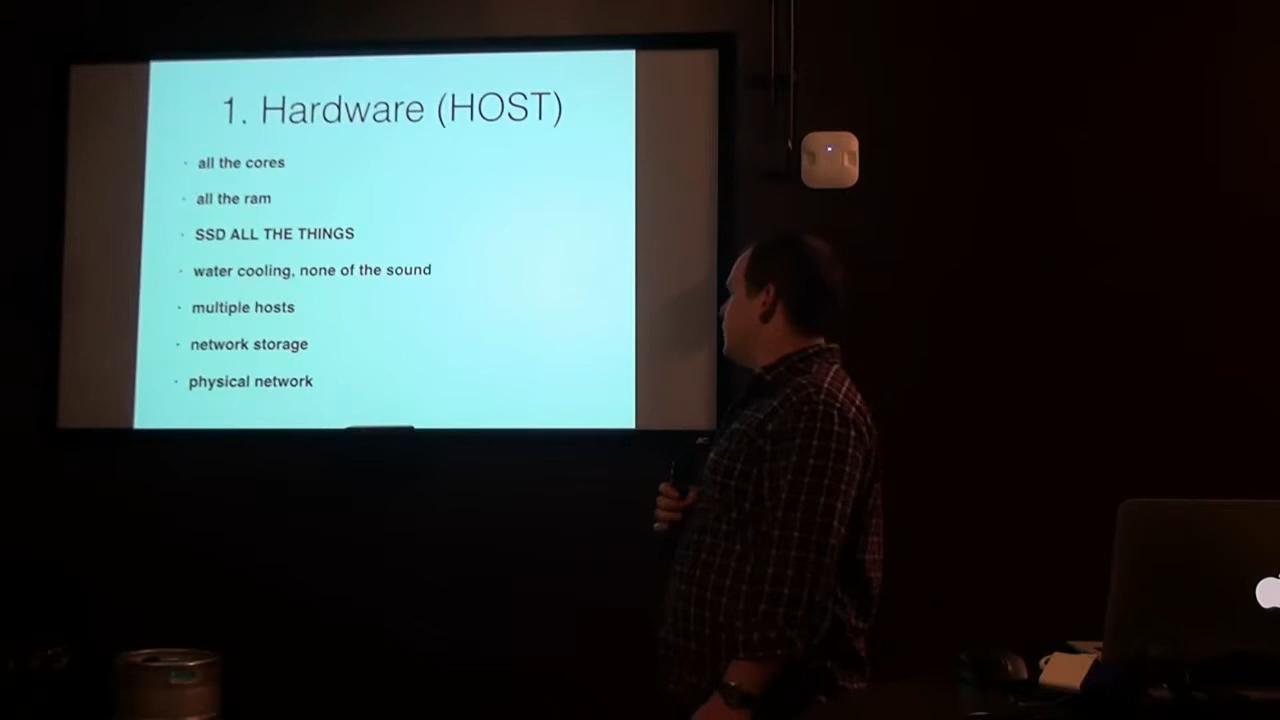 1. Hardware (HOST)
· all the cores
· all the ram
· SSD ALL THE THINGS
· water cooling, none of the sound
· multiple hosts
· network storage
· physical network